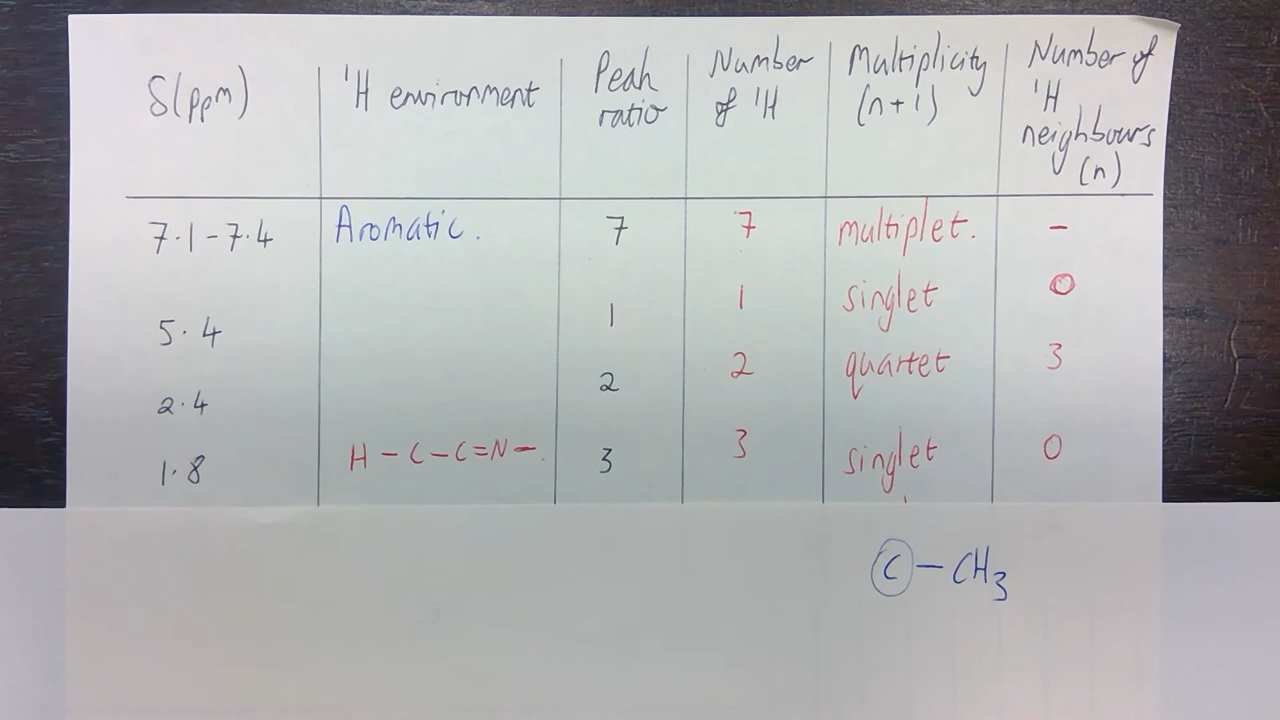 δ(ppm) ¹H environment Peak ratio Number of ¹H Multiplicity (n+1) Number of ¹H neighbours (n)
7.1-7.4 Aromatic. 7 7 multiplet. -
5.4 1 1 singlet 0
2.4 2 2 quartet 3
1.8 H-C-C=N-. 3 3 singlet 0
C-CH₃